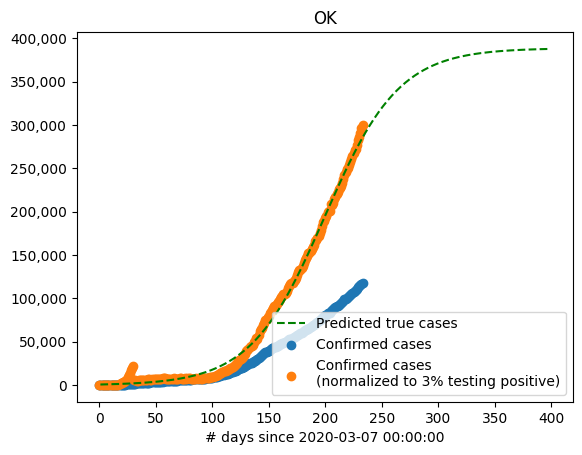 OK
400,000
350,000
300,000
250,000
200,000
150,000
100,000
50,000
0
0 50 100 150 200 250 300 350 400
# days since 2020-03-07 00:00:00
Predicted true cases
Confirmed cases
Confirmed cases
(normalized to 3% testing positive)